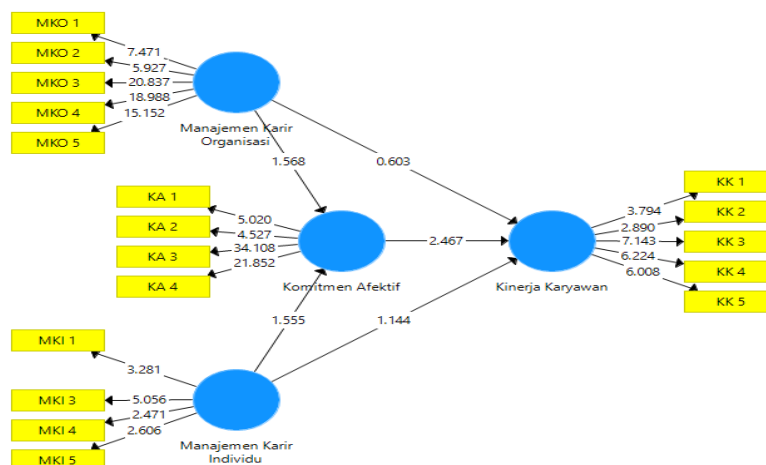 MKO 1
MKO 2
MKO 3
MKO 4
MKO 5
7.471
5.927
20.837
18.988
15.152
Manajemen Karir
Organisasi
1.568
0.603
KA 1
KA 2
KA 3
KA 4
5.020
4.527
34.108
21.852
Komitmen Afektif
2.467
Kinerja Karyawan
3.794
2.890
7.143
6.224
6.008
KK 1
KK 2
KK 3
KK 4
KK 5
1.555
1.144
MKI 1
MKI 3
MKI 4
MKI 5
3.281
5.056
2.471
2.606
Manajemen Karir
Individu